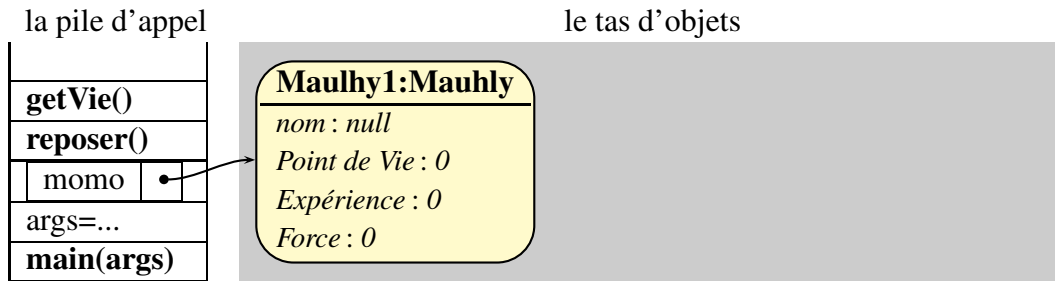 la pile d'appel
le tas d'objets
getVie()
reposer()
momo
args=...
main(args)
Maulhy1:Mauhly
nom : null
Point de Vie : 0
Expérience : 0
Force : 0